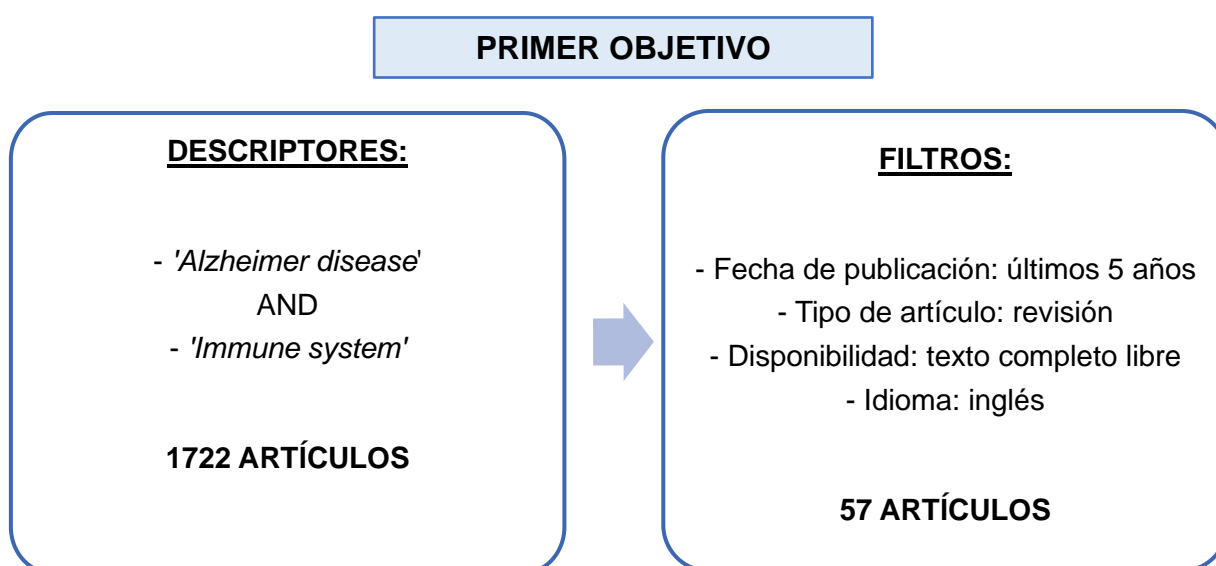 PRIMER OBJETIVO
DESCRIPTORES:
- 'Alzheimer disease'
AND
- 'Immune system'
1722 ARTÍCULOS
FILTROS:
- Fecha de publicación: últimos 5 años
- Tipo de artículo: revisión
- Disponibilidad: texto completo libre
- Idioma: inglés
57 ARTÍCULOS